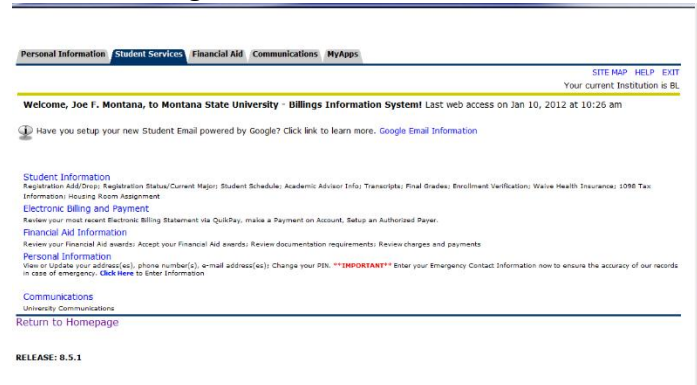 Personal Information Student Services Financial Aid Communications MyApps
SITE MAP HELP EXIT
Your current Institution is BL
Welcome, Joe F. Montana, to Montana State University - Billings Information System! Last web access on Jan 10, 2012 at 10:26 am
Have you setup your new Student Email powered by Google? Click link to learn more. Google Email Information
Student Information
Registration Add/Drop; Registration Status/Current Major; Student Schedule; Academic Advisor Info; Transcripts; Final Grades; Enrollment Verification; Waive Health Insurance; 1098 Tax
Information; Housing Room Assignment
Electronic Billing and Payment
Review your most recent Electronic Billing Statement via QuikPay, make a Payment on Account, Setup an Authorized Payer.
Financial Aid Information
Review your Financial Aid awards; Accept your Financial Aid awards; Review documentation requirements; Review charges and payments
Personal Information
View or Update your address(es), phone number(s), e-mail address(es); Change your PIN. **IMPORTANT** Enter your Emergency Contact Information now to ensure the accuracy of our records
in case of emergency. Click Here to Enter Information
Communications
University Communications
Return to Homepage
RELEASE: 8.5.1